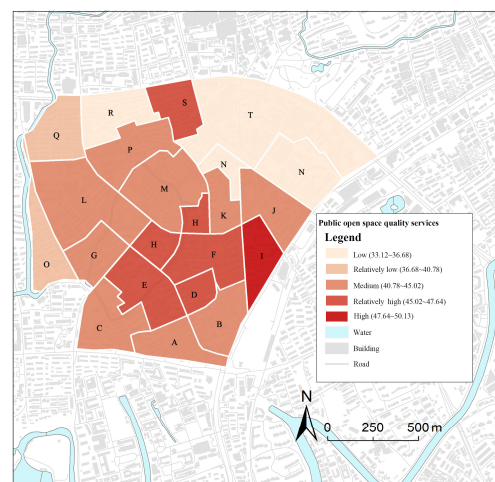 S
R
T
Q
P
N
N
M
L
K
J
H
H
G
F
I
O
E
D
C
B
A
Public open space quality services
Legend
Low (33.12~36.68)
Relatively low (36.68~40.78)
Medium (40.78~45.02)
Relatively high (45.02~47.64)
High (47.64~50.13)
Water
Building
Road
N
0 250 500 m